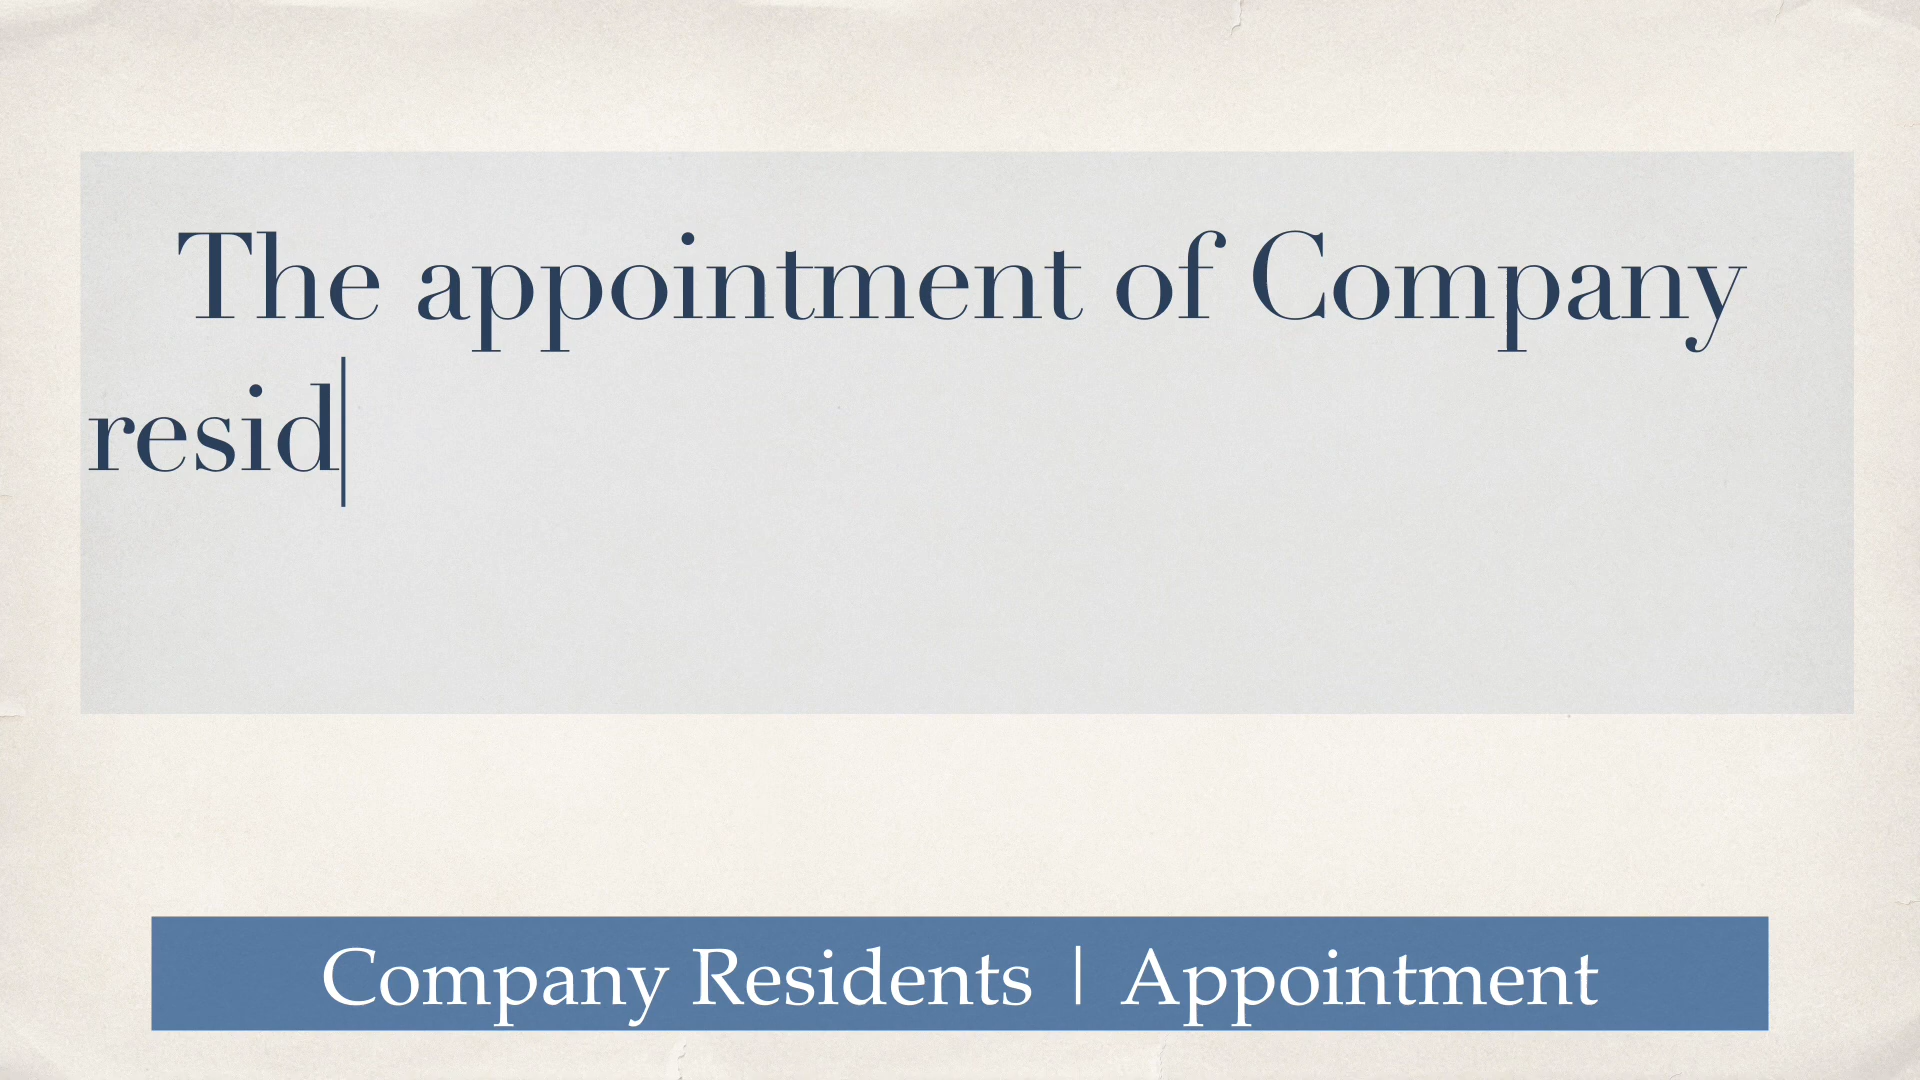 The appointment of Company
resid
Company Residents | Appointment